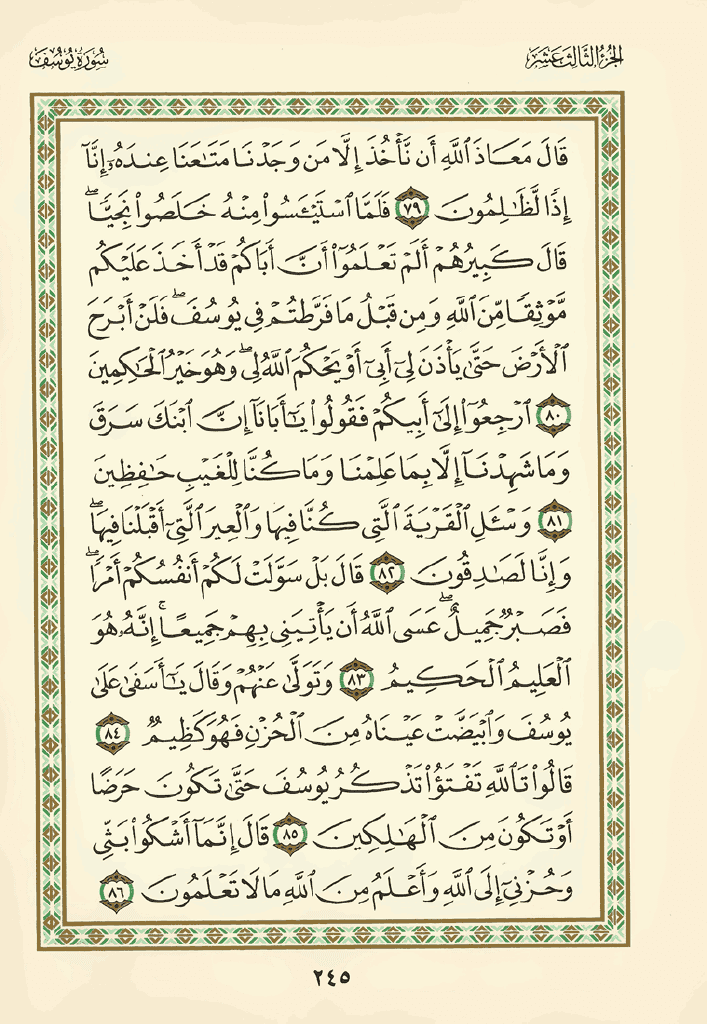 الجزء الثالث عشر
سورة يوسف
قَالَ مَعَاذَ ٱللَّهِ أَن نَّأْخُذَ إِلَّا مَن وَجَدْنَا مَتَـٰعَنَا عِندَهُۥٓ إِنَّآ
إِذًا لَّظَـٰلِمُونَ ۝٧٩ فَلَمَّا ٱسْتَيْـَٔسُوا۟ مِنْهُ خَلَصُوا۟ نَجِيًّا ۖ
قَالَ كَبِيرُهُمْ أَلَمْ تَعْلَمُوٓا۟ أَنَّ أَبَاكُمْ قَدْ أَخَذَ عَلَيْكُم
مَّوْثِقًا مِّنَ ٱللَّهِ وَمِن قَبْلُ مَا فَرَّطتُمْ فِى يُوسُفَ ۖ فَلَنْ أَبْرَحَ
ٱلْأَرْضَ حَتَّىٰ يَأْذَنَ لِىٓ أَبِىٓ أَوْ يَحْكُمَ ٱللَّهُ لِى ۖ وَهُوَ خَيْرُ ٱلْحَـٰكِمِينَ
۝٨٠ ٱرْجِعُوٓا۟ إِلَىٰٓ أَبِيكُمْ فَقُولُوا۟ يَـٰٓأَبَانَآ إِنَّ ٱبْنَكَ سَرَقَ
وَمَا شَهِدْنَآ إِلَّا بِمَا عَلِمْنَا وَمَا كُنَّا لِلْغَيْبِ حَـٰفِظِينَ
۝٨١ وَسْـَٔلِ ٱلْقَرْيَةَ ٱلَّتِى كُنَّا فِيهَا وَٱلْعِيرَ ٱلَّتِىٓ أَقْبَلْنَا فِيهَا ۖ
وَإِنَّا لَصَـٰدِقُونَ ۝٨٢ قَالَ بَلْ سَوَّلَتْ لَكُمْ أَنفُسُكُمْ أَمْرًا ۖ
فَصَبْرٌ جَمِيلٌ ۖ عَسَى ٱللَّهُ أَن يَأْتِيَنِى بِهِمْ جَمِيعًا ۚ إِنَّهُۥ هُوَ
ٱلْعَلِيمُ ٱلْحَكِيمُ ۝٨٣ وَتَوَلَّىٰ عَنْهُمْ وَقَالَ يَـٰٓأَسَفَىٰ عَلَىٰ
يُوسُفَ وَٱبْيَضَّتْ عَيْنَاهُ مِنَ ٱلْحُزْنِ فَهُوَ كَظِيمٌ ۝٨٤
قَالُوا۟ تَٱللَّهِ تَفْتَؤُا۟ تَذْكُرُ يُوسُفَ حَتَّىٰ تَكُونَ حَرَضًا
أَوْ تَكُونَ مِنَ ٱلْهَـٰلِكِينَ ۝٨٥ قَالَ إِنَّمَآ أَشْكُوا۟ بَثِّى
وَحُزْنِىٓ إِلَى ٱللَّهِ وَأَعْلَمُ مِنَ ٱللَّهِ مَا لَا تَعْلَمُونَ ۝٨٦
٢٤٥